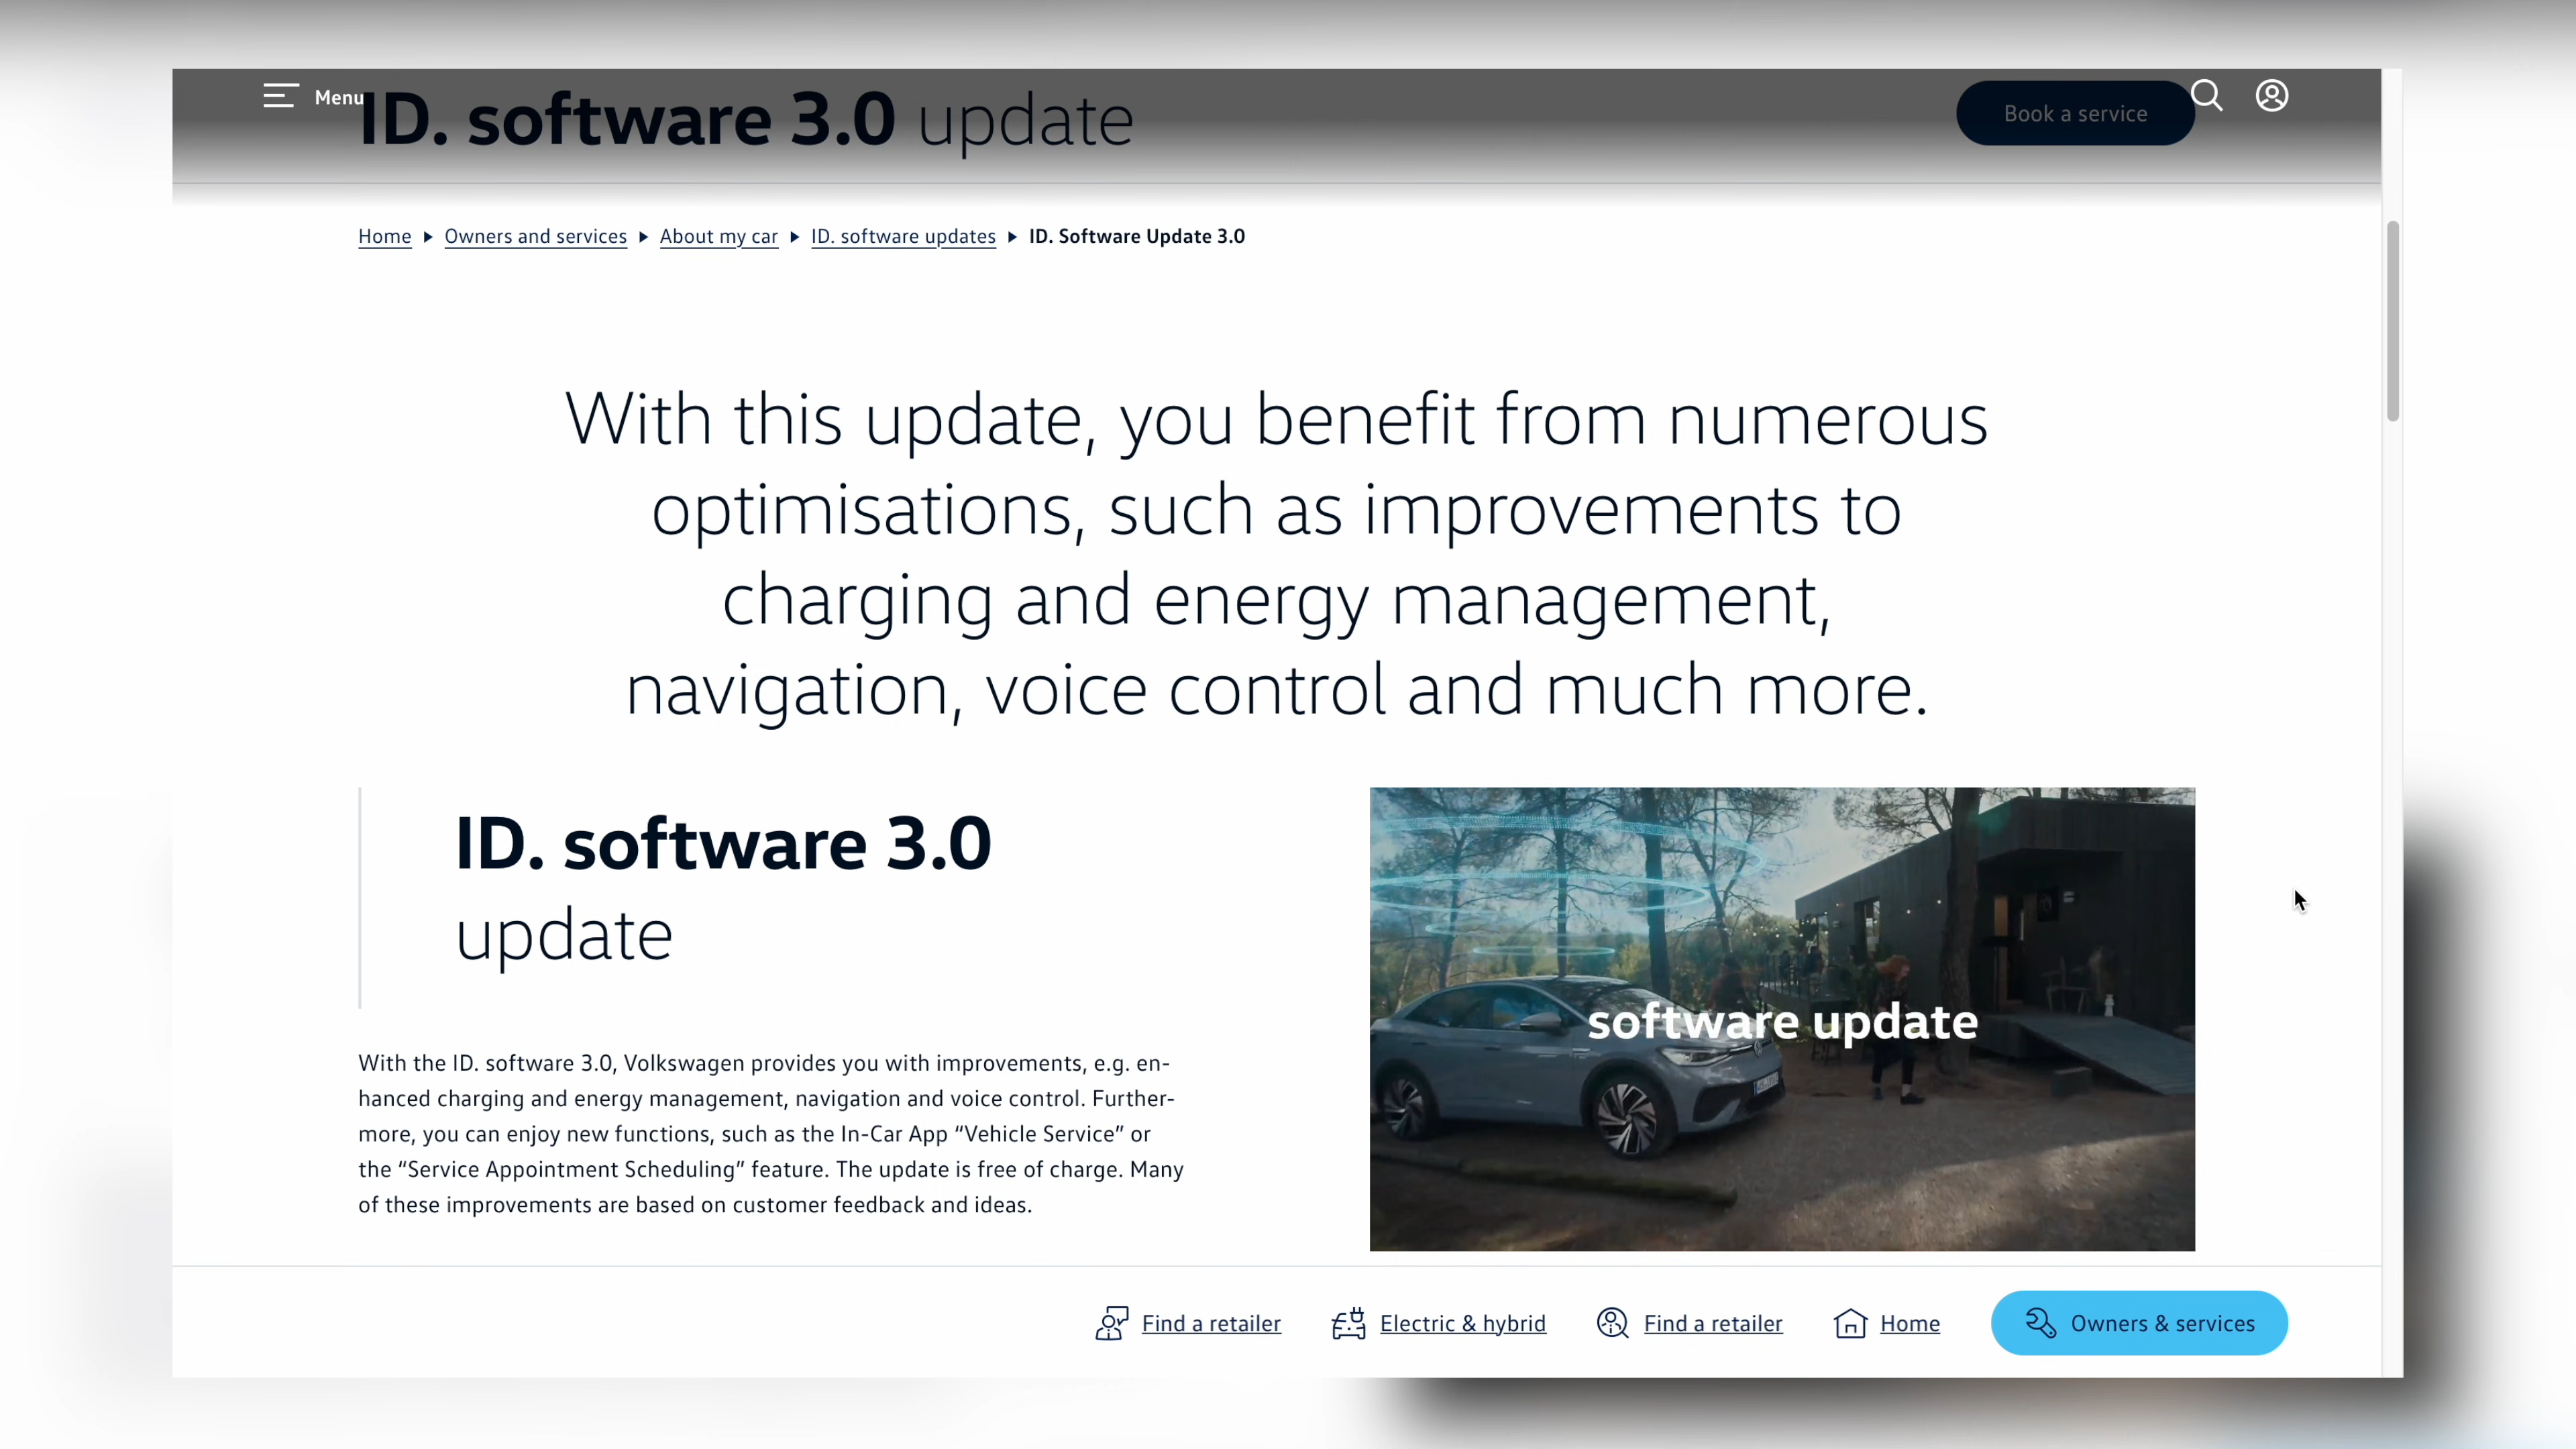 Menu
ID. software 3.0 update
Book a service
Home ▶ Owners and services ▶ About my car ▶ ID. software updates ▶ ID. Software Update 3.0
With this update, you benefit from numerous
optimisations, such as improvements to
charging and energy management,
navigation, voice control and much more.
ID. software 3.0
update
software update
With the ID. software 3.0, Volkswagen provides you with improvements, e.g. en-
hanced charging and energy management, navigation and voice control. Further-
more, you can enjoy new functions, such as the In-Car App “Vehicle Service” or
the “Service Appointment Scheduling” feature. The update is free of charge. Many
of these improvements are based on customer feedback and ideas.
Find a retailer
Electric & hybrid
Find a retailer
Home
Owners & services